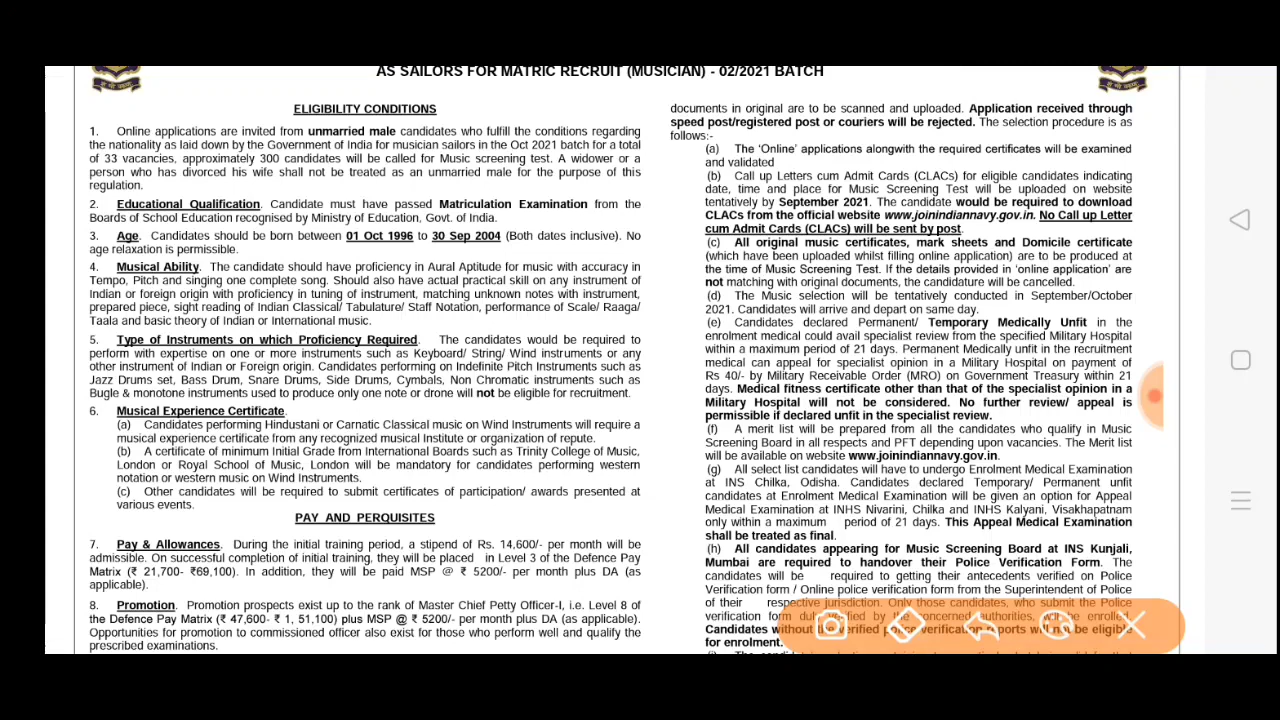 AS SAILORS FOR MATRIC RECRUIT (MUSICIAN) - 02/2021 BATCH
ELIGIBILITY CONDITIONS
1. Online applications are invited from unmarried male candidates who fulfill the conditions regarding
the nationality as laid down by the Government of India for musician sailors in the Oct 2021 batch for a total
of 33 vacancies, approximately 300 candidates will be called for Music screening test. A widower or a
person who has divorced his wife shall not be treated as an unmarried male for the purpose of this
regulation.
2. Educational Qualification. Candidate must have passed Matriculation Examination from the
Boards of School Education recognised by Ministry of Education, Govt. of India.
3. Age. Candidates should be born between 01 Oct 1996 to 30 Sep 2004 (Both dates inclusive). No
age relaxation is permissible.
4. Musical Ability. The candidate should have proficiency in Aural Aptitude for music with accuracy in
Tempo, Pitch and singing one complete song. Should also have actual practical skill on any instrument of
Indian or foreign origin with proficiency in tuning of instrument, matching unknown notes with instrument,
prepared piece, sight reading of Indian Classical/ Tabulature/ Staff Notation, performance of Scale/ Raaga/
Taala and basic theory of Indian or International music.
5. Type of Instruments on which Proficiency Required. The candidates would be required to
perform with expertise on one or more instruments such as Keyboard/ String/ Wind instruments or any
other instrument of Indian or Foreign origin. Candidates performing on Indefinite Pitch Instruments such as
Jazz Drums set, Bass Drum, Snare Drums, Side Drums, Cymbals, Non Chromatic instruments such as
Bugle & monotone instruments used to produce only one note or drone will not be eligible for recruitment.
6. Musical Experience Certificate.
(a) Candidates performing Hindustani or Carnatic Classical music on Wind Instruments will require a
musical experience certificate from any recognized musical Institute or organization of repute.
(b) A certificate of minimum Initial Grade from International Boards such as Trinity College of Music,
London or Royal School of Music, London will be mandatory for candidates performing western
notation or western music on Wind Instruments.
(c) Other candidates will be required to submit certificates of participation/ awards presented at
various events.
PAY AND PERQUISITES
7. Pay & Allowances. During the initial training period, a stipend of Rs. 14,600/- per month will be
admissible. On successful completion of initial training, they will be placed in Level 3 of the Defence Pay
Matrix (₹ 21,700- ₹69,100). In addition, they will be paid MSP @ ₹ 5200/- per month plus DA (as
applicable).
8. Promotion. Promotion prospects exist up to the rank of Master Chief Petty Officer-I, i.e. Level 8 of
the Defence Pay Matrix (₹ 47,600- ₹ 1, 51,100) plus MSP @ ₹ 5200/- per month plus DA (as applicable).
Opportunities for promotion to commissioned officer also exist for those who perform well and qualify the
prescribed examinations.
documents in original are to be scanned and uploaded. Application received through
speed post/registered post or couriers will be rejected. The selection procedure is as
follows:-
(a) The 'Online' applications alongwith the required certificates will be examined
and validated
(b) Call up Letters cum Admit Cards (CLACs) for eligible candidates indicating
date, time and place for Music Screening Test will be uploaded on website
tentatively by September 2021. The candidate would be required to download
CLACs from the official website www.joinindiannavy.gov.in. No Call up Letter
cum Admit Cards (CLACs) will be sent by post.
(c) All original music certificates, mark sheets and Domicile certificate
(which have been uploaded whilst filling online application) are to be produced at
the time of Music Screening Test. If the details provided in 'online application' are
not matching with original documents, the candidature will be cancelled.
(d) The Music selection will be tentatively conducted in September/October
2021. Candidates will arrive and depart on same day.
(e) Candidates declared Permanent/ Temporary Medically Unfit in the
enrolment medical could avail specialist review from the specified Military Hospital
within a maximum period of 21 days. Permanent Medically unfit in the recruitment
medical can appeal for specialist opinion in a Military Hospital on payment of
Rs 40/- by Military Receivable Order (MRO) on Government Treasury within 21
days. Medical fitness certificate other than that of the specialist opinion in a
Military Hospital will not be considered. No further review/ appeal is
permissible if declared unfit in the specialist review.
(f) A merit list will be prepared from all the candidates who qualify in Music
Screening Board in all respects and PFT depending upon vacancies. The Merit list
will be available on website www.joinindiannavy.gov.in.
(g) All select list candidates will have to undergo Enrolment Medical Examination
at INS Chilka, Odisha. Candidates declared Temporary/ Permanent unfit
candidates at Enrolment Medical Examination will be given an option for Appeal
Medical Examination at INHS Nivarini, Chilka and INHS Kalyani, Visakhapatnam
only within a maximum period of 21 days. This Appeal Medical Examination
shall be treated as final.
(h) All candidates appearing for Music Screening Board at INS Kunjali,
Mumbai are required to handover their Police Verification Form. The
candidates will be required to getting their antecedents verified on Police
Verification form / Online police verification form from the Superintendent of Police
of their respective jurisdiction. Only those candidates, who submit the Police
verification form duly verified by the concerned authorities, will be enrolled.
Candidates without the verified police verification reports will not be eligible
for enrolment.